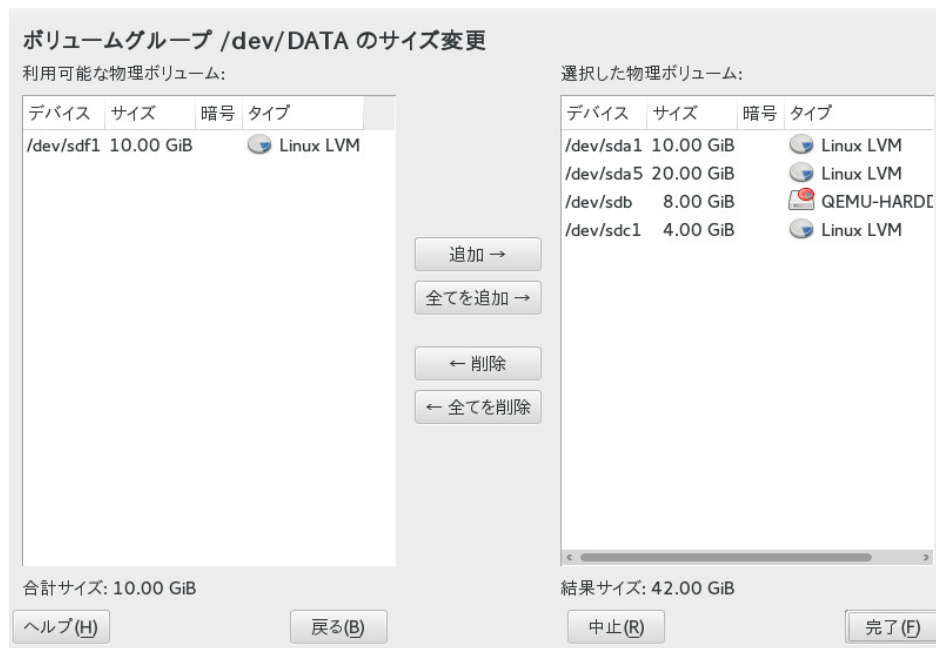 ボリュームグループ /dev/DATA のサイズ変更
利用可能な物理ボリューム:
デバイス サイズ 暗号 タイプ
/dev/sdf1 10.00 GiB Linux LVM
合計サイズ: 10.00 GiB
追加 →
全てを追加 →
← 削除
← 全てを削除
選択した物理ボリューム:
デバイス サイズ 暗号 タイプ
/dev/sda1 10.00 GiB Linux LVM
/dev/sda5 20.00 GiB Linux LVM
/dev/sdb 8.00 GiB QEMU-HARDD
/dev/sdc1 4.00 GiB Linux LVM
結果サイズ: 42.00 GiB
ヘルプ(H) 戻る(B) 中止(R) 完了(F)